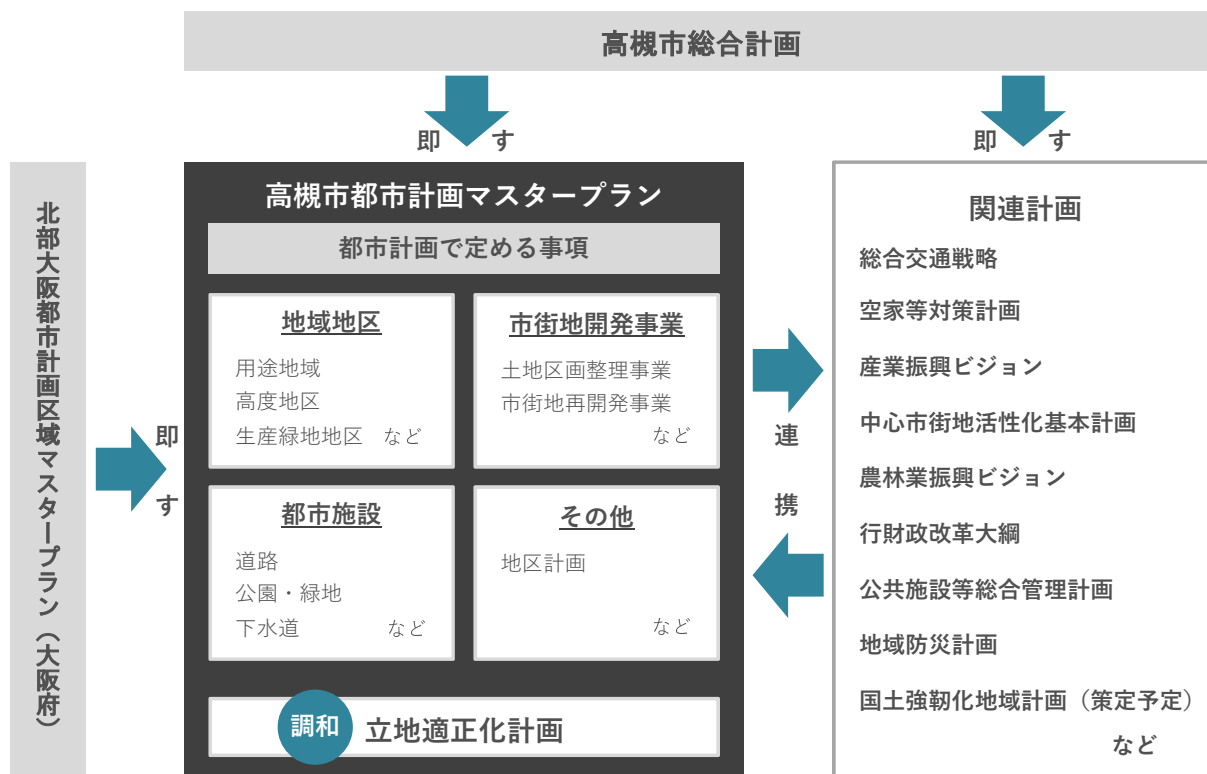 高槻市総合計画
即す
即す
北部大阪都市計画区域マスタープラン（大阪府）
即す
高槻市都市計画マスタープラン
都市計画で定める事項
地域地区
用途地域
高度地区
生産緑地地区　など
市街地開発事業
土地区画整理事業
市街地再開発事業
など
都市施設
道路
公園・緑地
下水道　など
その他
地区計画
など
調和
立地適正化計画
連携
関連計画
総合交通戦略
空家等対策計画
産業振興ビジョン
中心市街地活性化基本計画
農林業振興ビジョン
行財政改革大綱
公共施設等総合管理計画
地域防災計画
国土強靭化地域計画（策定予定）
など